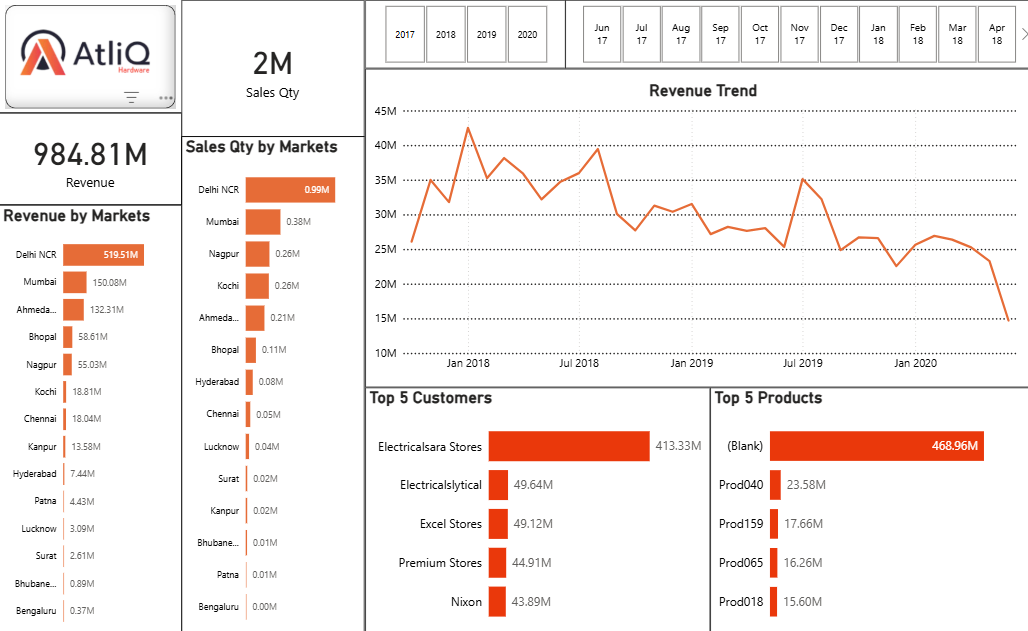 AtliQ
Hardware
984.81M
Revenue
Revenue by Markets
Delhi NCR 519.51M
Mumbai 150.08M
Ahmeda... 132.31M
Bhopal 58.61M
Nagpur 55.03M
Kochi 18.81M
Chennai 18.04M
Kanpur 13.58M
Hyderabad 7.44M
Patna 4.43M
Lucknow 3.09M
Surat 2.61M
Bhubane... 0.89M
Bengaluru 0.37M
2M
Sales Qty
Sales Qty by Markets
Delhi NCR 0.99M
Mumbai 0.38M
Nagpur 0.26M
Kochi 0.26M
Ahmeda... 0.21M
Bhopal 0.11M
Hyderabad 0.08M
Chennai 0.05M
Lucknow 0.04M
Surat 0.02M
Kanpur 0.02M
Bhubane... 0.01M
Patna 0.01M
Bengaluru 0.00M
2017 2018 2019 2020
Jun Jul Aug Sep Oct Nov Dec Jan Feb Mar Apr
17 17 17 17 17 17 17 18 18 18 18
Revenue Trend
45M
40M
35M
30M
25M
20M
15M
10M
Jan 2018 Jul 2018 Jan 2019 Jul 2019 Jan 2020
Top 5 Customers
Electricalsara Stores 413.33M
Electricalslytical 49.64M
Excel Stores 49.12M
Premium Stores 44.91M
Nixon 43.89M
Top 5 Products
(Blank) 468.96M
Prod040 23.58M
Prod159 17.66M
Prod065 16.26M
Prod018 15.60M